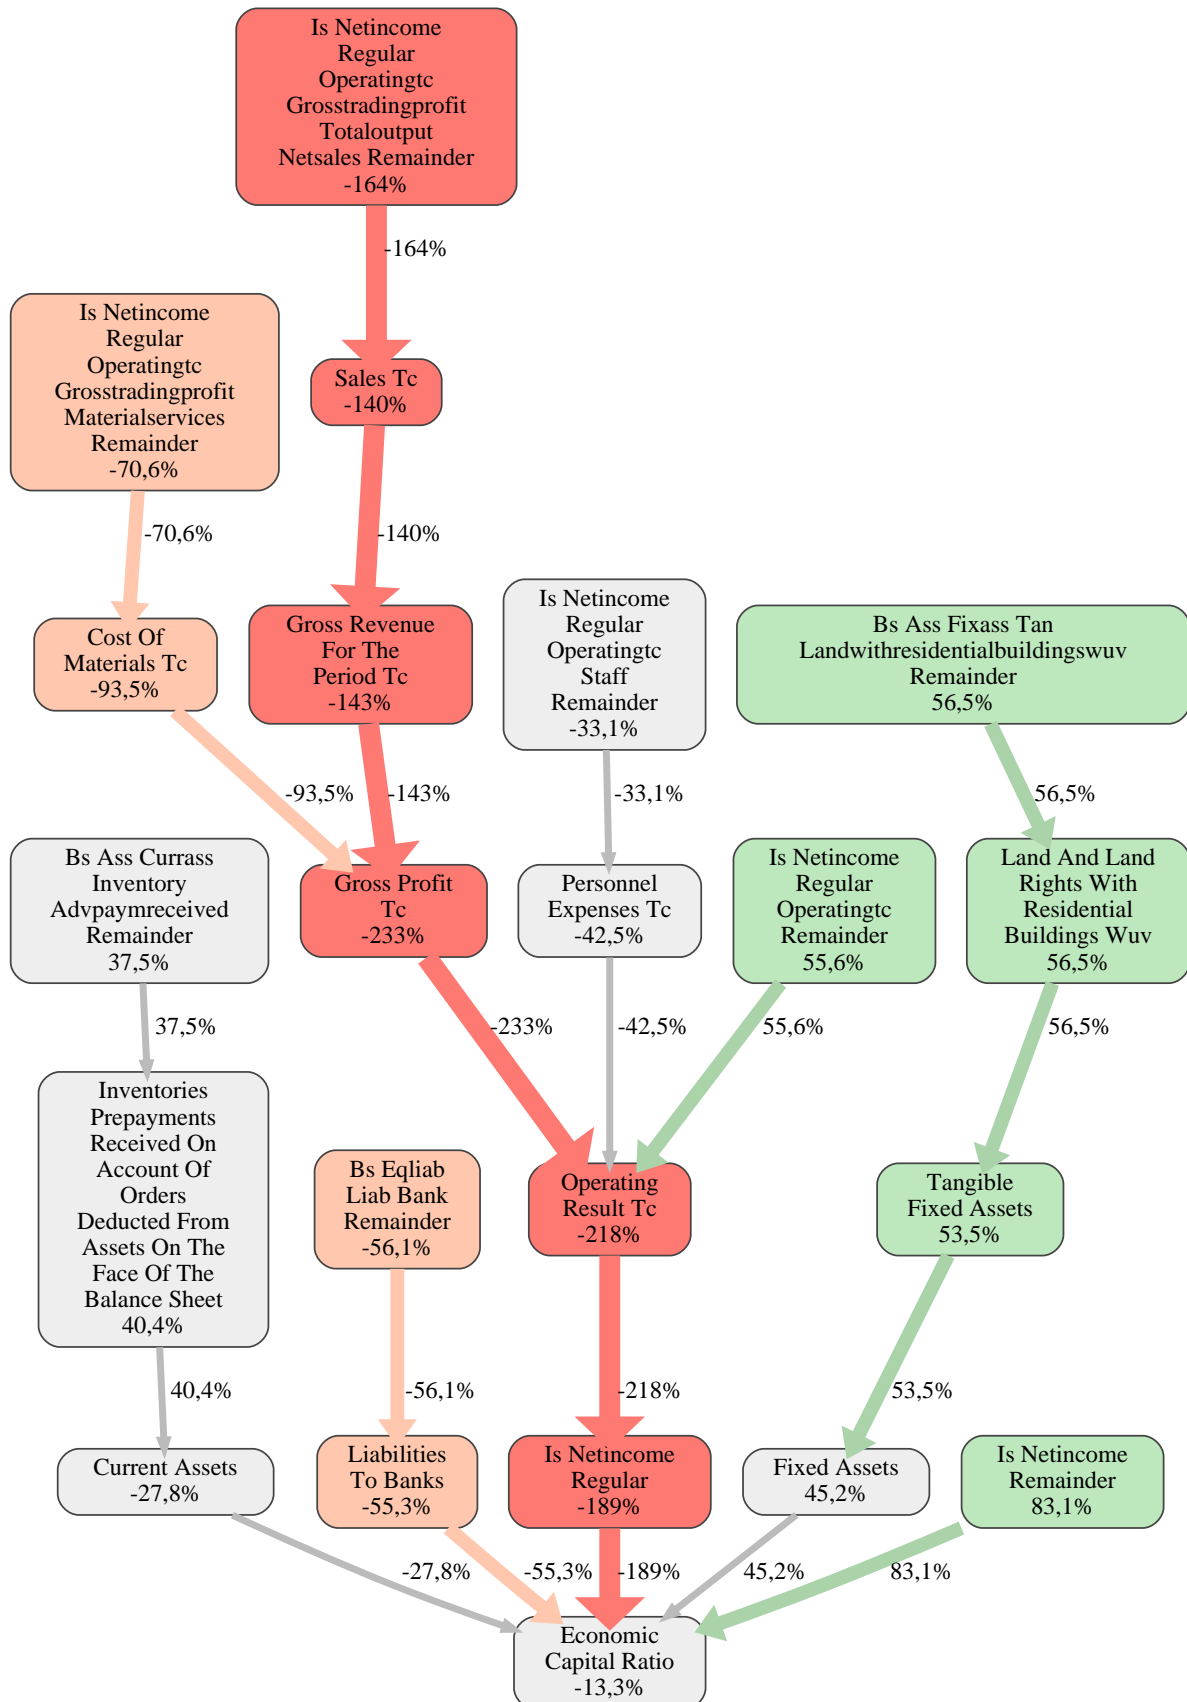 Is Netincome
Regular
Operatingtc
Grosstradingprofit
Totaloutput
Netsales Remainder
-164%
-164%
Is Netincome
Regular
Operatingtc
Grosstradingprofit
Materialservices
Remainder
-70,6%
Sales Tc
-140%
-70,6%
-140%
Cost Of
Materials Tc
-93,5%
Gross Revenue
For The
Period Tc
-143%
Is Netincome
Regular
Operatingtc
Staff
Remainder
-33,1%
Bs Ass Fixass Tan
Landwithresidentialbuildingswuv
Remainder
56,5%
-93,5%
-143%
-33,1%
56,5%
Bs Ass Currass
Inventory
Advpaymreceived
Remainder
37,5%
Gross Profit
Tc
-233%
Personnel
Expenses Tc
-42,5%
Is Netincome
Regular
Operatingtc
Remainder
55,6%
Land And Land
Rights With
Residential
Buildings Wuv
56,5%
37,5%
-233%
-42,5%
55,6%
56,5%
Inventories
Prepayments
Received On
Account Of
Orders
Deducted From
Assets On The
Face Of The
Balance Sheet
40,4%
Bs Eqliab
Liab Bank
Remainder
-56,1%
Operating
Result Tc
-218%
Tangible
Fixed Assets
53,5%
40,4%
-56,1%
-218%
53,5%
Current Assets
-27,8%
Liabilities
To Banks
-55,3%
Is Netincome
Regular
-189%
Fixed Assets
45,2%
Is Netincome
Remainder
83,1%
-27,8%
-55,3%
-189%
45,2%
83,1%
Economic
Capital Ratio
-13,3%